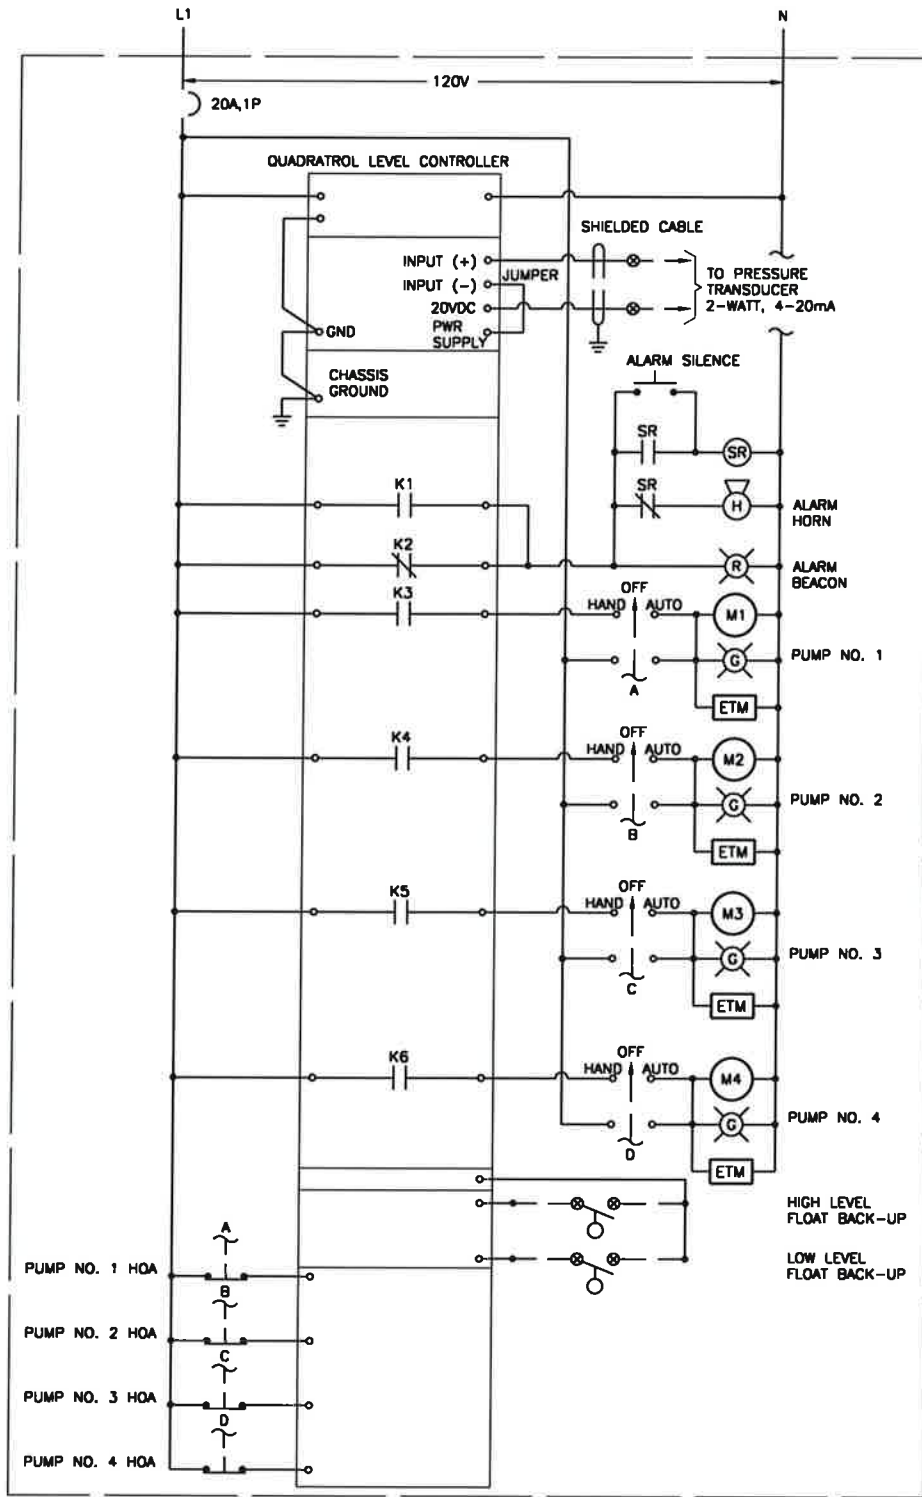 L1
N
120V
20A,1P
QUADRATROL LEVEL CONTROLLER
SHIELDED CABLE
INPUT (+)
JUMPER
INPUT (-)
20VDC
PWR
SUPPLY
TO PRESSURE
TRANSDUCER
2-WATT, 4-20mA
GND
CHASSIS
GROUND
ALARM SILENCE
SR
SR
K1
SR
H
ALARM
HORN
K2
R
ALARM
BEACON
K3
OFF
HAND
AUTO
M1
G
PUMP NO. 1
A
ETM
K4
OFF
HAND
AUTO
M2
G
PUMP NO. 2
B
ETM
K5
OFF
HAND
AUTO
M3
G
PUMP NO. 3
C
ETM
K6
OFF
HAND
AUTO
M4
G
PUMP NO. 4
D
ETM
HIGH LEVEL
FLOAT BACK-UP
LOW LEVEL
FLOAT BACK-UP
A
PUMP NO. 1 HOA
B
PUMP NO. 2 HOA
C
PUMP NO. 3 HOA
D
PUMP NO. 4 HOA